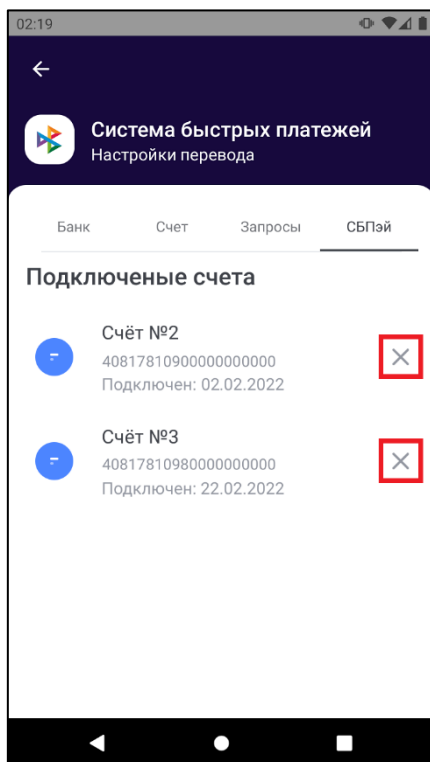 02:19
Система быстрых платежей
Настройки перевода
Банк Счет Запросы СБПэй
Подключеные счета
Счёт №2
40817810900000000000
Подключен: 02.02.2022
Счёт №3
40817810980000000000
Подключен: 22.02.2022